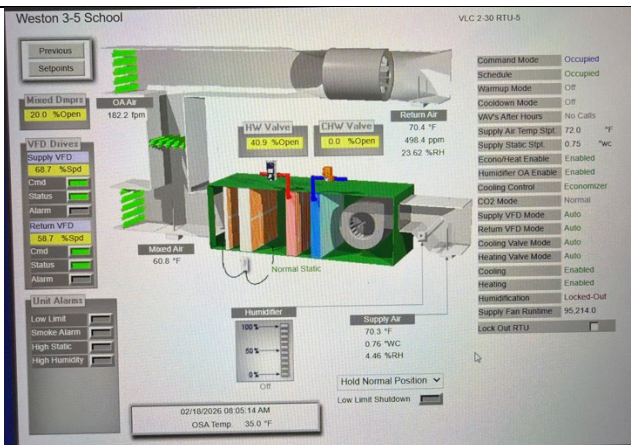 Weston 3-5 School
VLC 2-30 RTU-5
Previous
Setpoints
Mixed Dmprs
20.0 %Open
VFD Drives
Supply VFD
68.7 %Spd
Cmd
Status
Alarm
Return VFD
58.7 %Spd
Cmd
Status
Alarm
Unit Alarms
Low Limit
Smoke Alarm
High Static
High Humidity
OA Air
182.2 fpm
HW Valve
40.9 %Open
CHW Valve
0.0 %Open
Return Air
70.4 °F
498.4 ppm
23.62 %RH
Mixed Air
60.8 °F
Normal Static
Humidifier
100%
50%
0%
Off
Supply Air
70.3 °F
0.76 "WC
4.46 %RH
Hold Normal Position
Low Limit Shutdown
02/18/2026 08:05:14 AM
OSA Temp. 35.0 °F
Command Mode Occupied
Schedule Occupied
Warmup Mode Off
Cooldown Mode Off
VAV's After Hours No Calls
Supply Air Temp Stpt. 72.0 °F
Supply Static Stpt. 0.75 "wc
Econo/Heat Enable Enabled
Humidifier OA Enable Enabled
Cooling Control Economizer
CO2 Mode Normal
Supply VFD Mode Auto
Return VFD Mode Auto
Cooling Valve Mode Auto
Heating Valve Mode Auto
Cooling Enabled
Heating Enabled
Humidification Locked-Out
Supply Fan Runtime 95,214.0
Lock Out RTU